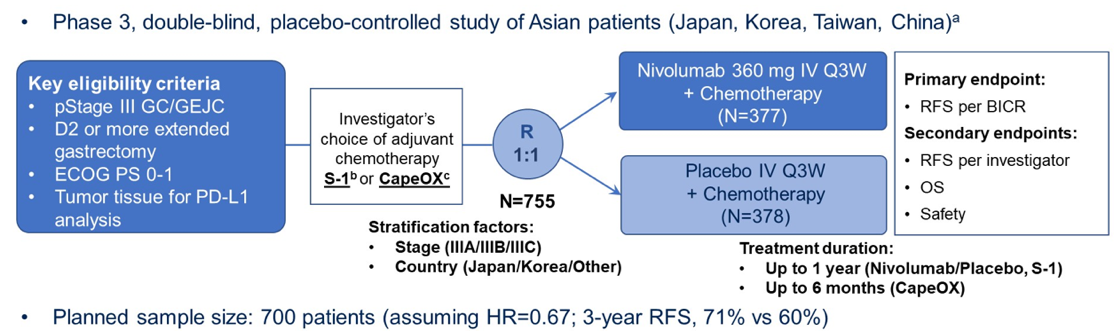 • Phase 3, double-blind, placebo-controlled study of Asian patients (Japan, Korea, Taiwan, China)ᵃ
Key eligibility criteria
• pStage III GC/GEJC
• D2 or more extended
gastrectomy
• ECOG PS 0-1
• Tumor tissue for PD-L1
analysis
Investigator's
choice of adjuvant
chemotherapy
S-1ᵇ or CapeOXᶜ
R
1:1
N=755
Stratification factors:
• Stage (IIIA/IIIB/IIIC)
• Country (Japan/Korea/Other)
Nivolumab 360 mg IV Q3W
+ Chemotherapy
(N=377)
Placebo IV Q3W
+ Chemotherapy
(N=378)
Primary endpoint:
• RFS per BICR
Secondary endpoints:
• RFS per investigator
• OS
• Safety
Treatment duration:
• Up to 1 year (Nivolumab/Placebo, S-1)
• Up to 6 months (CapeOX)
• Planned sample size: 700 patients (assuming HR=0.67; 3-year RFS, 71% vs 60%)